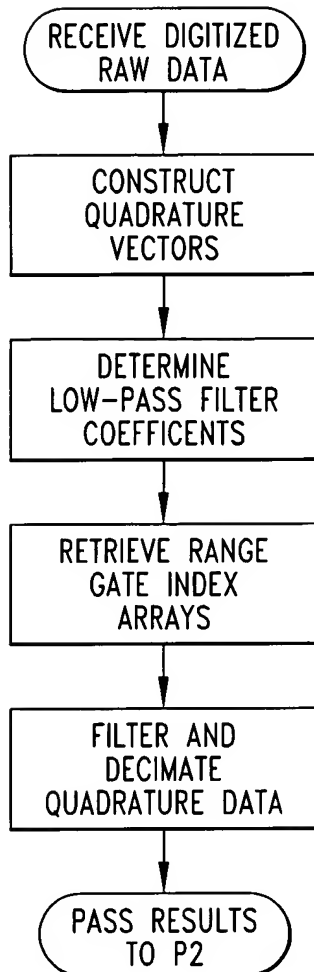 RECEIVE DIGITIZED
RAW DATA
CONSTRUCT
QUADRATURE
VECTORS
DETERMINE
LOW-PASS FILTER
COEFFICENTS
RETRIEVE RANGE
GATE INDEX
ARRAYS
FILTER AND
DECIMATE
QUADRATURE DATA
PASS RESULTS
TO P2